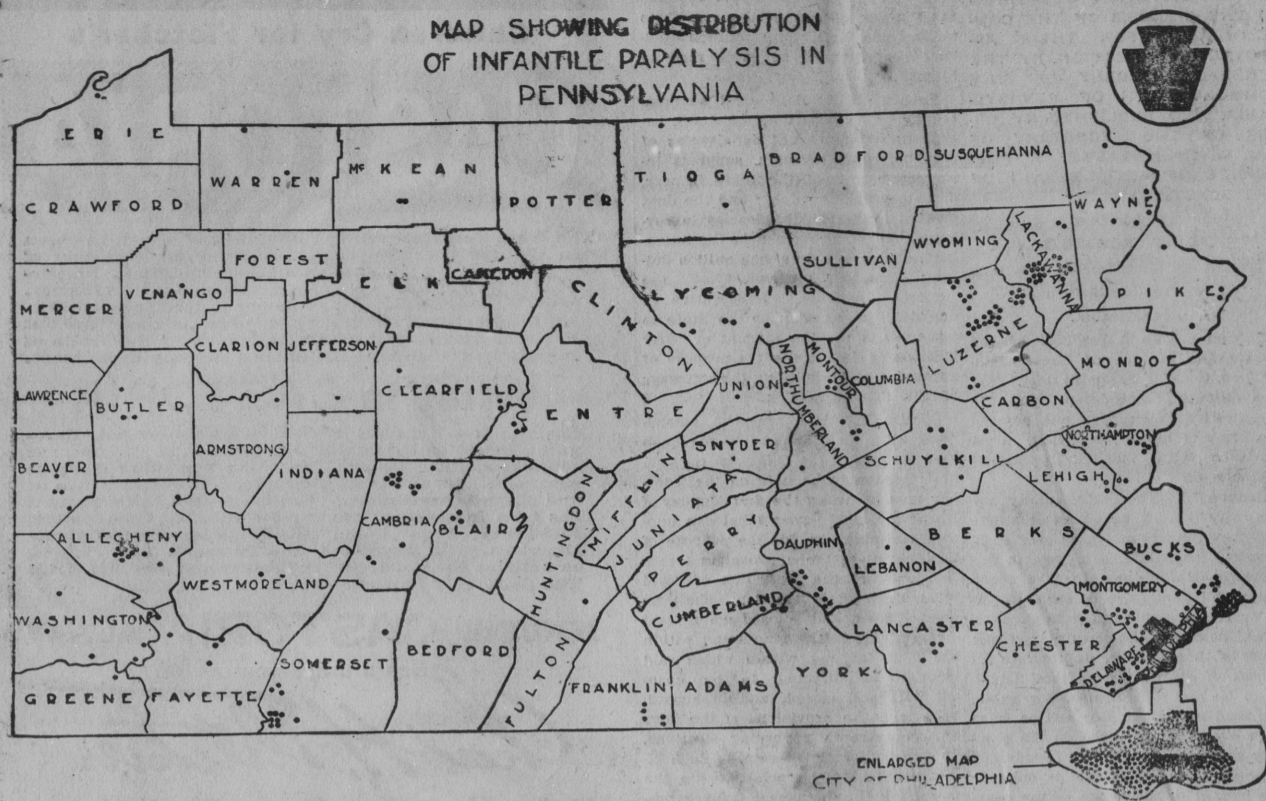 MAP SHOWING DISTRIBUTION
OF INFANTILE PARALYSIS IN
PENNSYLVANIA
ERIE
CRAWFORD
WARREN
McKEAN
POTTER
TIOGA
BRADFORD
SUSQUEHANNA
WAYNE
WYOMING
LACKAWANNA
PIKE
FOREST
ELK
CAMERON
CLINTON
LYCOMING
SULLIVAN
MERCER
VENANGO
CLARION
JEFFERSON
CLEARFIELD
LUZERNE
MONROE
LAWRENCE
BUTLER
ENTRE
UNION
NORTHUMBERLAND
MONTOUR
COLUMBIA
CARBON
NORTHAMPTON
BEAVER
ARMSTRONG
INDIANA
SNYDER
SCHUYLKILL
LEHIGH
ALLEGHENY
CAMBRIA
BLAIR
HUNTINGDON
MIFFLIN
JUNIATA
PERRY
DAUPHIN
LEBANON
BERKS
BUCKS
WESTMORELAND
MONTGOMERY
WASHINGTON
CUMBERLAND
LANCASTER
CHESTER
DELAWARE
PHILADELPHIA
GREENE
FAYETTE
SOMERSET
BEDFORD
FULTON
FRANKLIN
ADAMS
YORK
ENLARGED MAP
CITY OF PHILADELPHIA